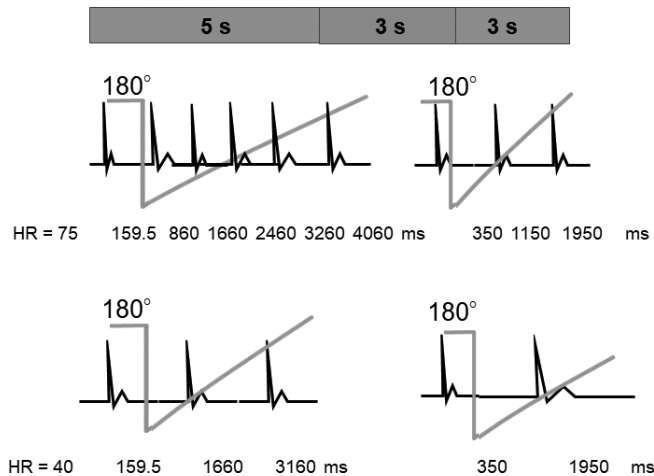 5 s 3 s 3 s
180° 180°
HR = 75 159.5 860 1660 2460 3260 4060 ms 350 1150 1950 ms
180° 180°
HR = 40 159.5 1660 3160 ms 350 1950 ms